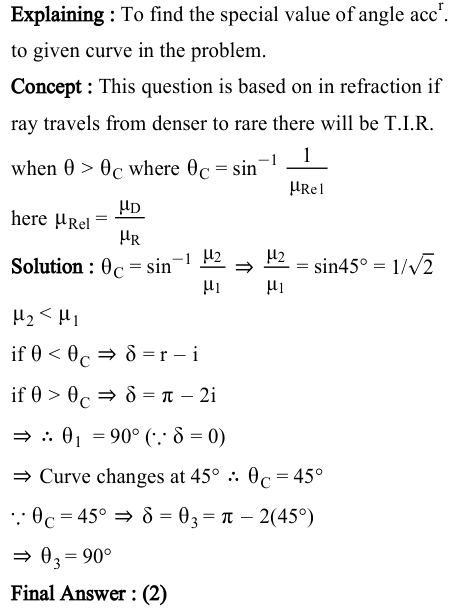 Explaining : To find the special value of angle accʳ.
to given curve in the problem.
Concept : This question is based on in refraction if
ray travels from denser to rare there will be T.I.R.
when θ > θ_C where θ_C = sin⁻¹ 1/μ_Rel
here μ_Rel = μ_D/μ_R
Solution : θ_C = sin⁻¹ μ₂/μ₁ ⇒ μ₂/μ₁ = sin45° = 1/√2
μ₂ < μ₁
if θ < θ_C ⇒ δ = r – i
if θ > θ_C ⇒ δ = π – 2i
⇒ ∴ θ₁ = 90° (∵ δ = 0)
⇒ Curve changes at 45° ∴ θ_C = 45°
∵ θ_C = 45° ⇒ δ = θ₃ = π – 2(45°)
⇒ θ₃ = 90°
Final Answer : (2)